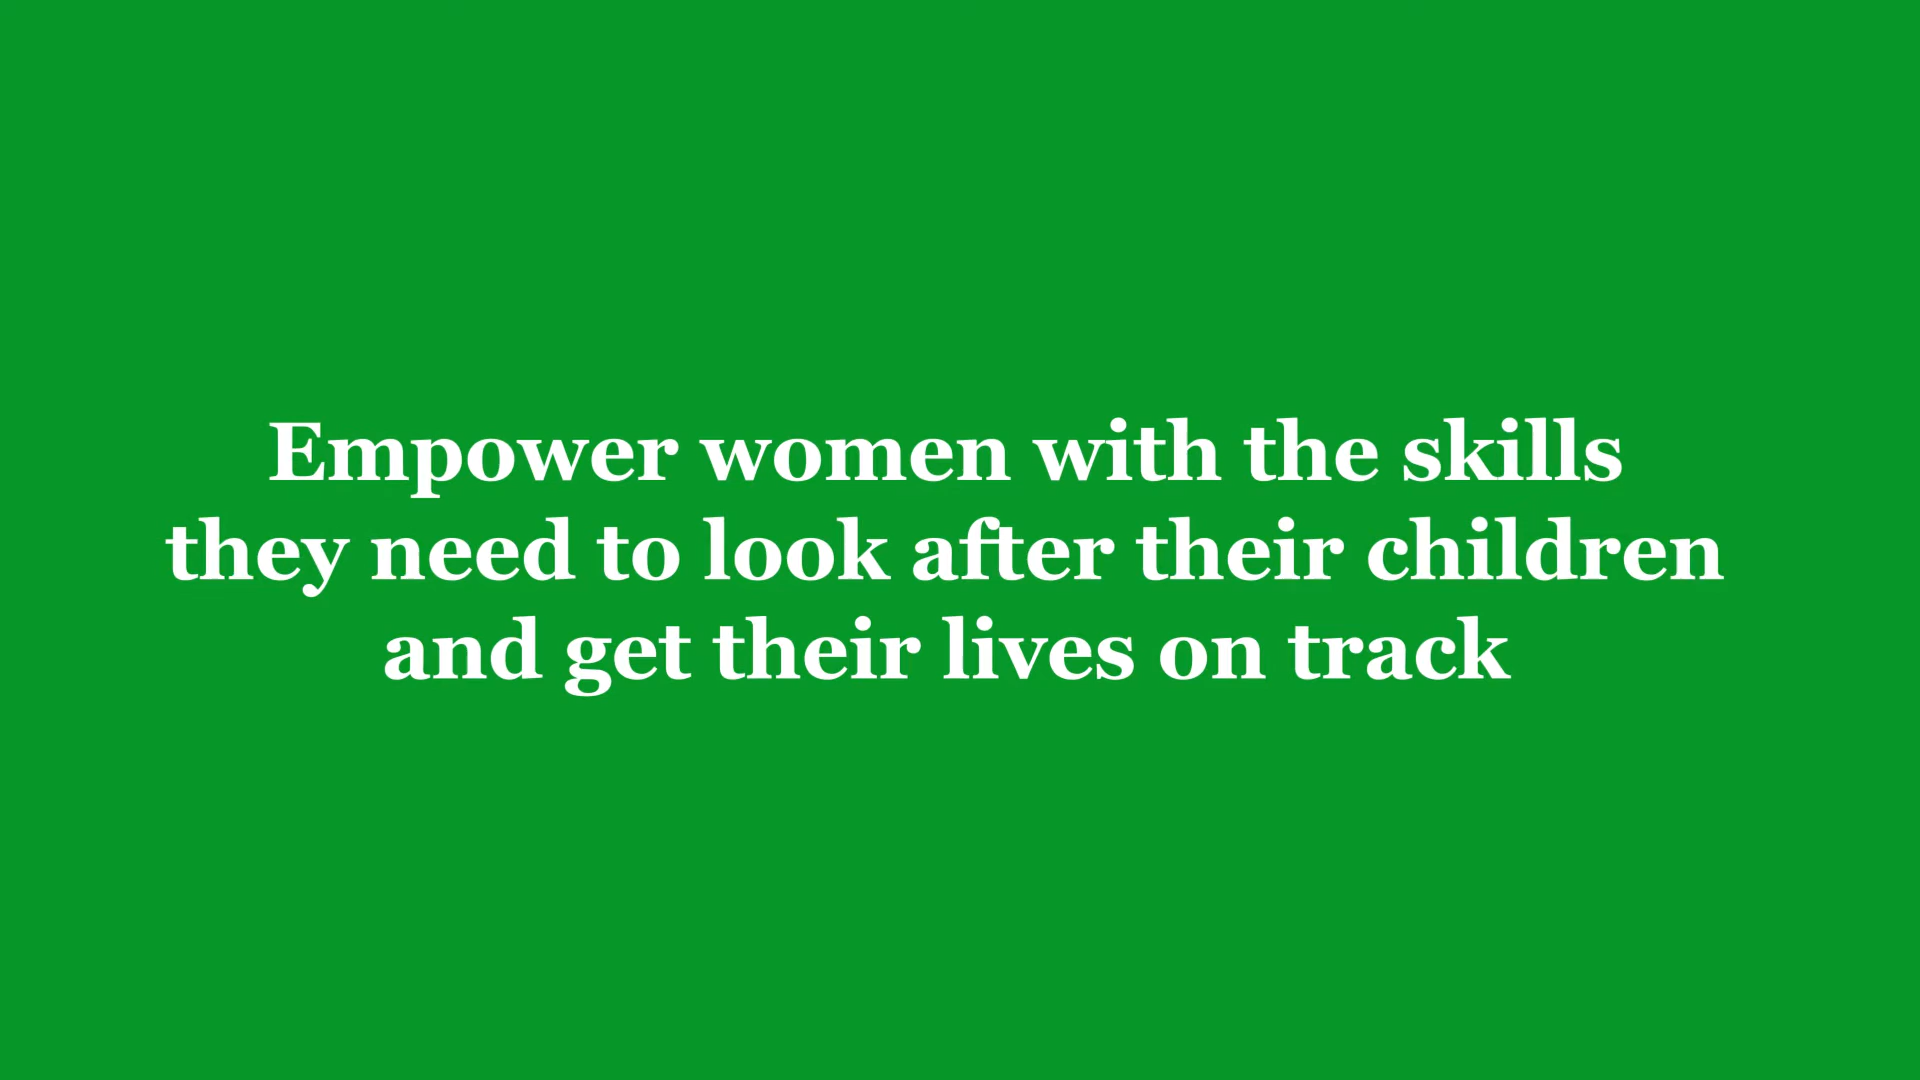 Empower women with the skills
they need to look after their children
and get their lives on track